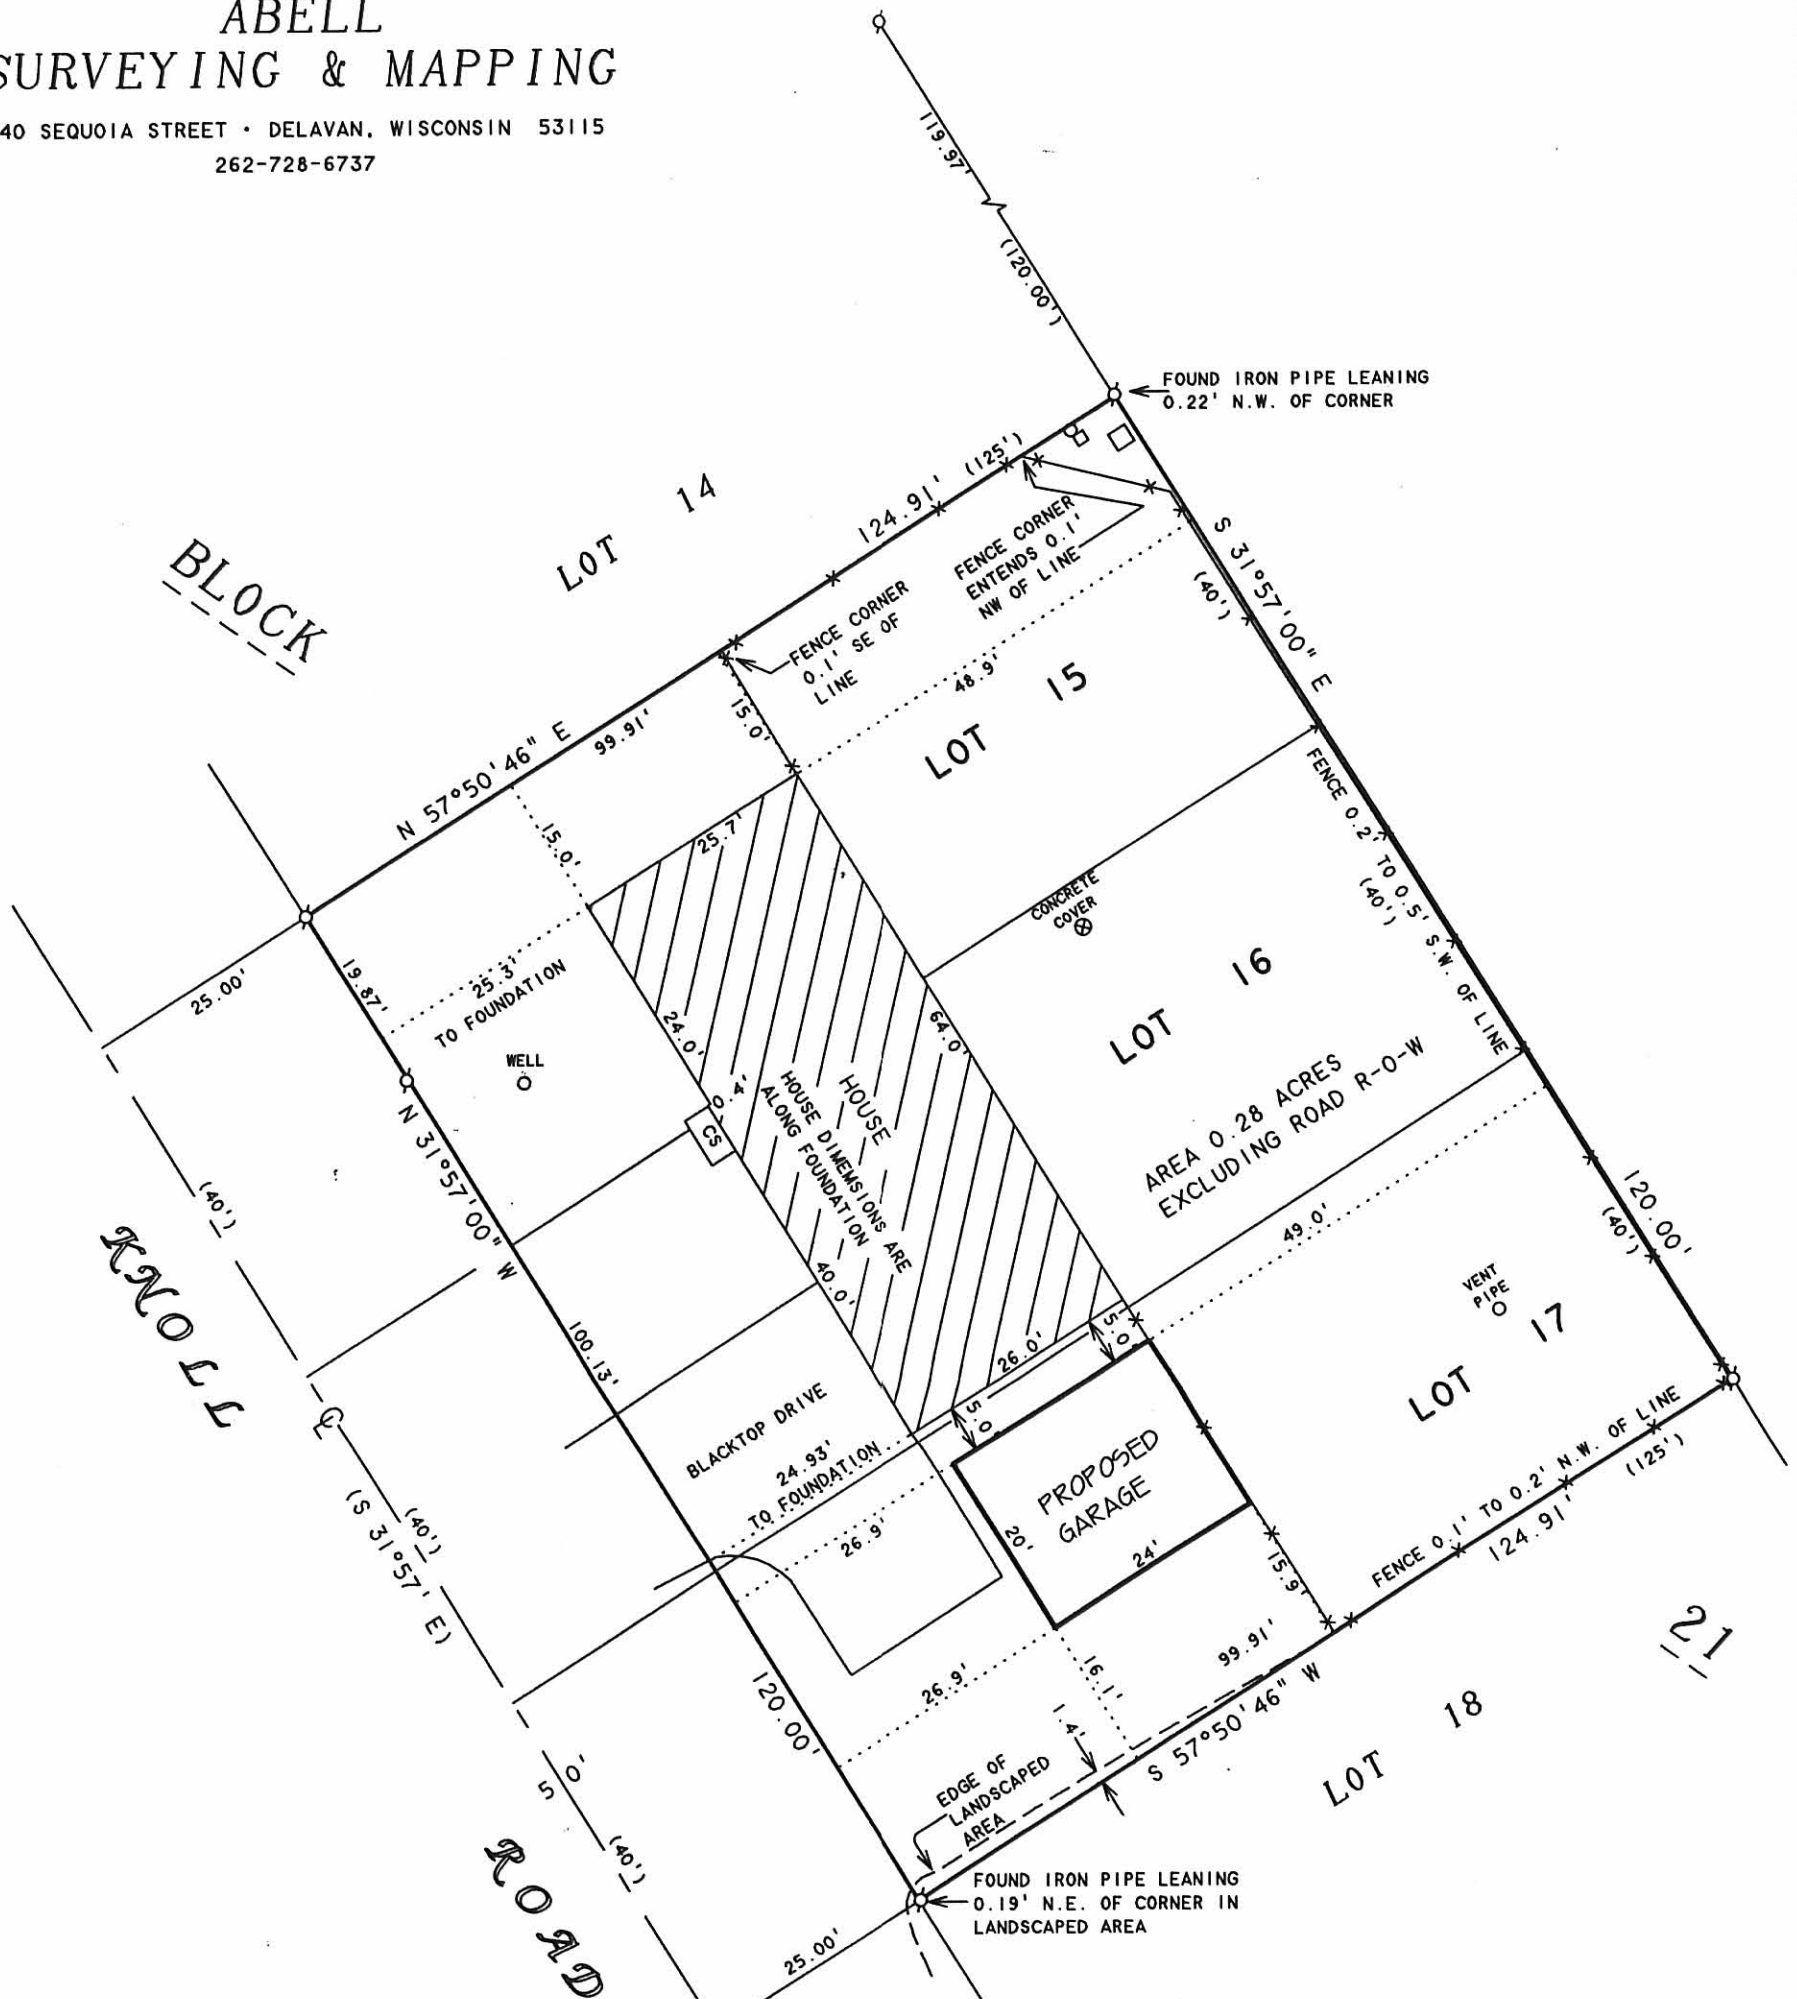 ABELL
SURVEYING & MAPPING
40 SEQUOIA STREET • DELAVAN, WISCONSIN 53115
262-728-6737
119.97'
(120.00')
FOUND IRON PIPE LEANING
0.22' N.W. OF CORNER
BLOCK
LOT 14
124.91' (125')
FENCE CORNER
ENTENDS 0.1'
NW OF LINE
FENCE CORNER
0.1' SE OF
LINE
S 31°57'00" E
(40')
48.9'
LOT 15
15.0'
N 57°50'46" E
99.91'
15.0'
25.7'
FENCE 0.2' TO 0.5' S.W. OF LINE
(40')
CONCRETE
COVER
LOT 16
25.00'
19.87'
25.3'
TO FOUNDATION
WELL
24.0'
64.0'
0.4'
CS
HOUSE
HOUSE DIMEMSIONS ARE
ALONG FOUNDATION
40.0'
AREA 0.28 ACRES
EXCLUDING ROAD R-O-W
N 31°57'00" W
(40')
KNOLL
49.0'
120.00'
(40')
VENT
PIPE
LOT 17
100.13'
26.0'
5.0'
5.0'
BLACKTOP DRIVE
24.93'
TO FOUNDATION
26.9'
PROPOSED
GARAGE
20'
24'
15.9'
FENCE 0.1' TO 0.2' N.W. OF LINE
124.91'
(125')
℄
(S 31°57' E)
(40')
120.00'
26.9'
16.1'
99.91'
1.4'
S 57°50'46" W
21
LOT 18
50'
(40')
EDGE OF
LANDSCAPED
AREA
ROAD
FOUND IRON PIPE LEANING
0.19' N.E. OF CORNER IN
LANDSCAPED AREA
25.00'